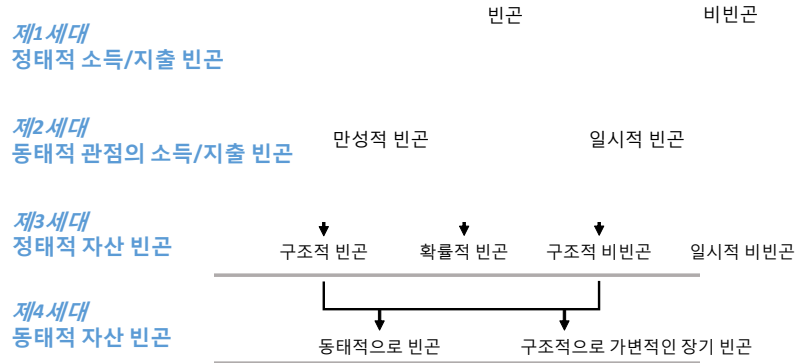 빈곤 비빈곤
제1세대
정태적 소득/지출 빈곤
제2세대
동태적 관점의 소득/지출 빈곤
만성적 빈곤 일시적 빈곤
제3세대
정태적 자산 빈곤
구조적 빈곤 확률적 빈곤 구조적 비빈곤 일시적 비빈곤
제4세대
동태적 자산 빈곤
동태적으로 빈곤 구조적으로 가변적인 장기 빈곤